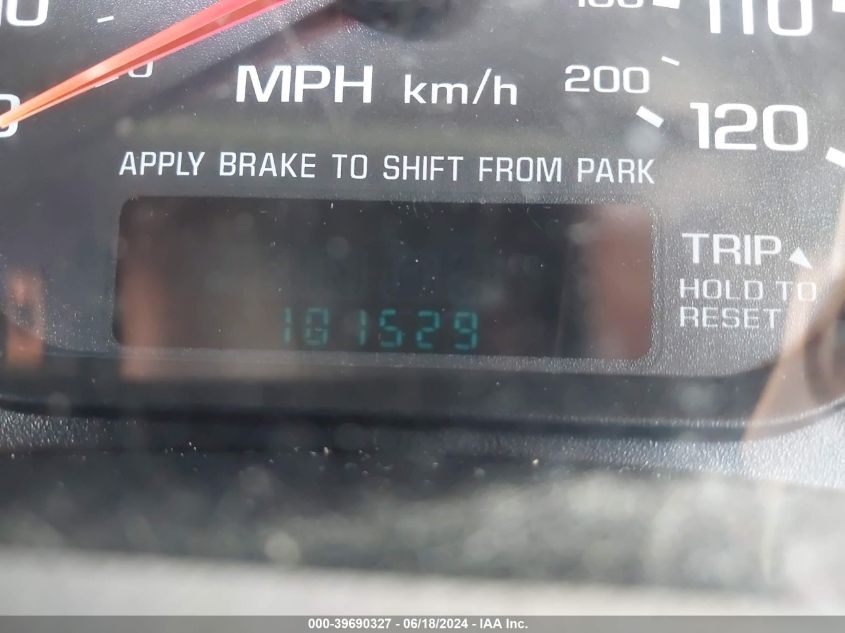 110
MPH km/h 200
120
APPLY BRAKE TO SHIFT FROM PARK
TRIP
HOLD TO
RESET
161529
000-39690327 - 06/18/2024 - IAA Inc.